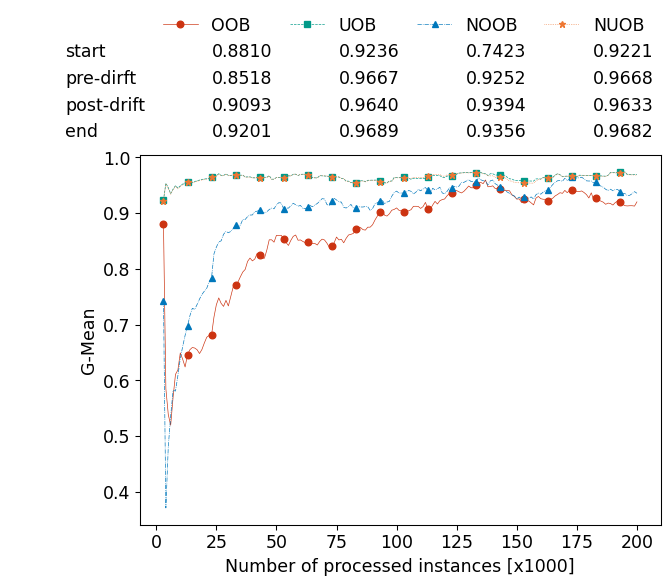 OOB UOB NOOB NUOB
start 0.8810 0.9236 0.7423 0.9221
pre-dirft 0.8518 0.9667 0.9252 0.9668
post-drift 0.9093 0.9640 0.9394 0.9633
end 0.9201 0.9689 0.9356 0.9682
1.0
0.9
0.8
0.7
0.6
0.5
0.4
G-Mean
0 25 50 75 100 125 150 175 200
Number of processed instances [x1000]